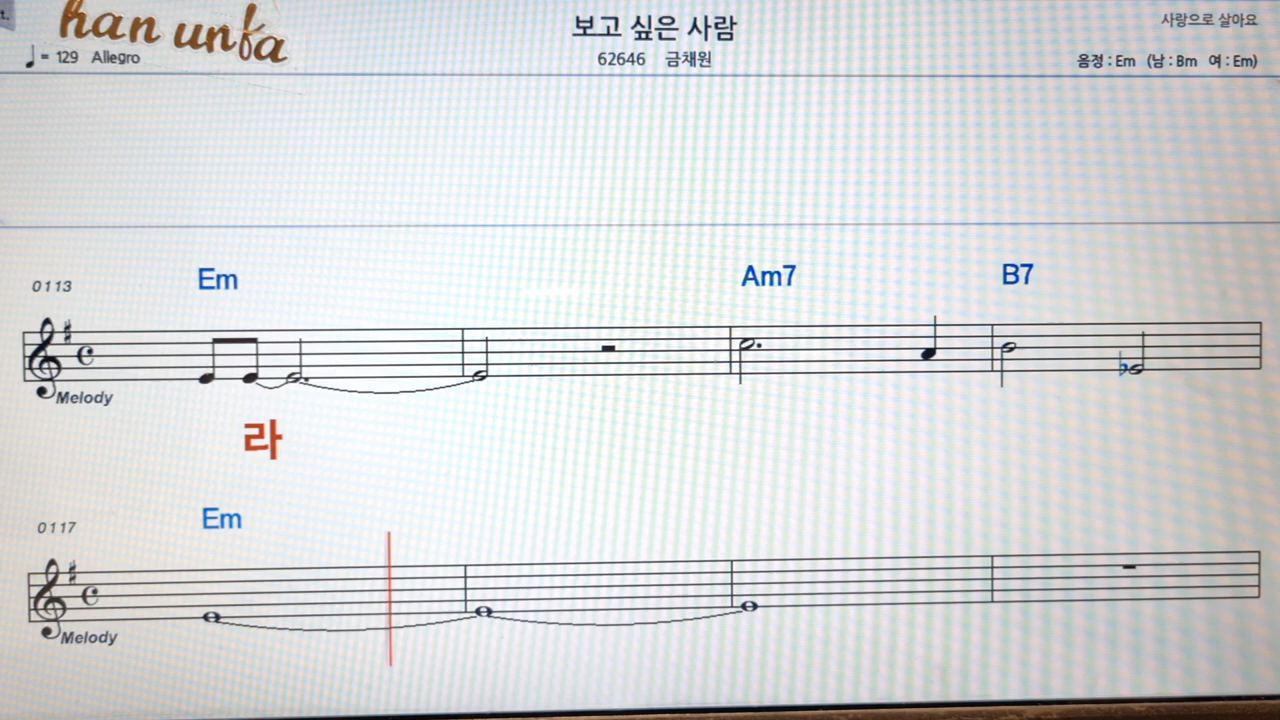 t.
han unfa
보고 싶은 사람
사랑으로 살아요
♩ = 129 Allegro
62646 금채원
음정 : Em (남 : Bm 여 : Em)
0113
Em
Am7
B7
Melody
라
0117
Em
Melody